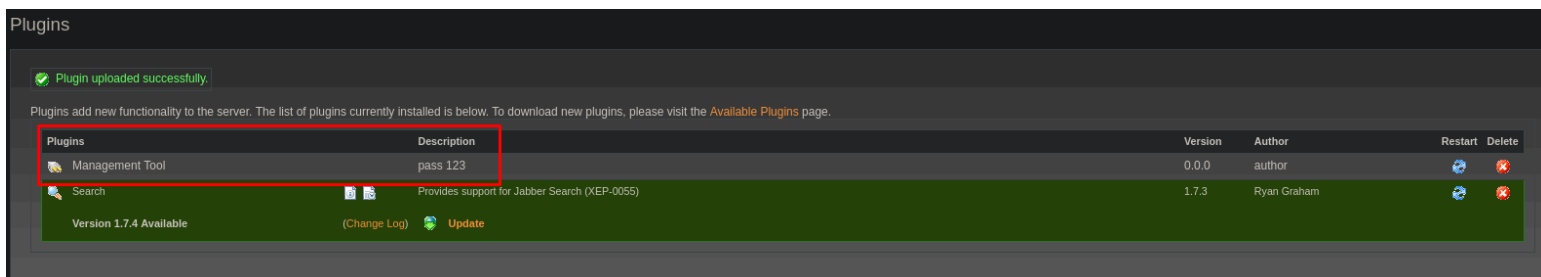 Plugins
Plugin uploaded successfully.
Plugins add new functionality to the server. The list of plugins currently installed is below. To download new plugins, please visit the Available Plugins page.
Plugins Description Version Author Restart Delete
Management Tool pass 123 0.0.0 author
Search Provides support for Jabber Search (XEP-0055) 1.7.3 Ryan Graham
Version 1.7.4 Available (Change Log) Update